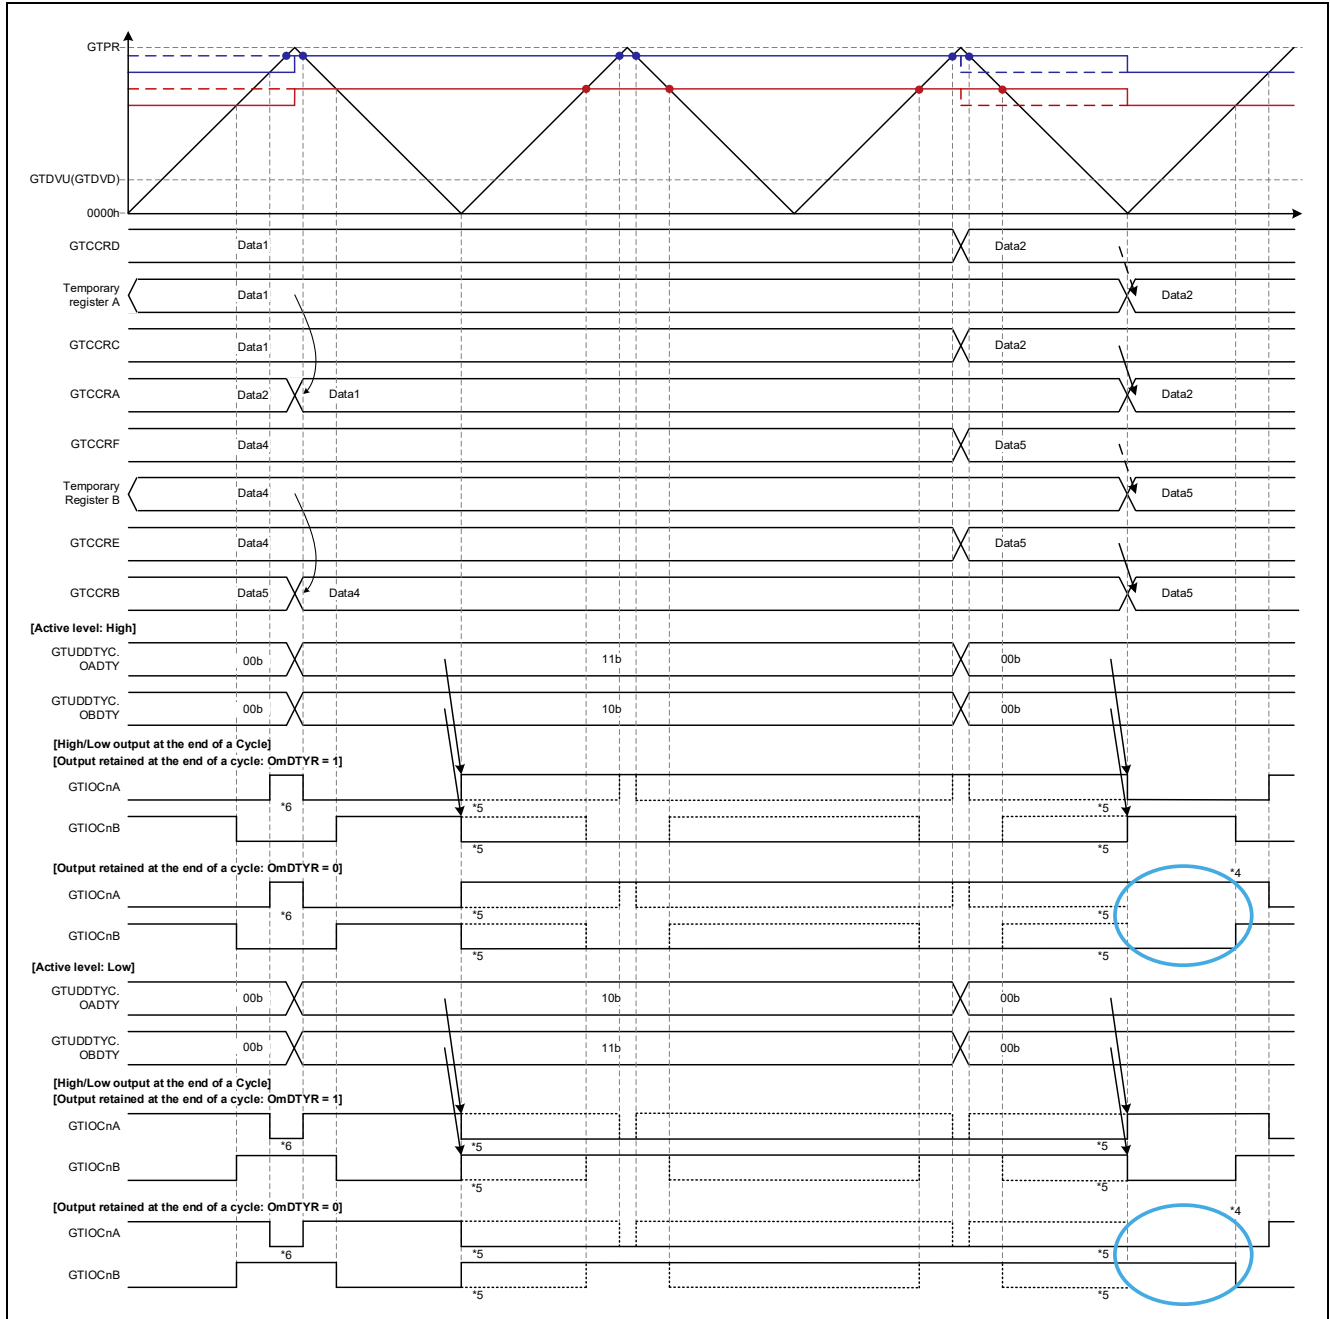 GTPR
GTDVU(GTDVD)
0000h
GTCCRD
Data1
Data2
Temporary
register A
Data1
Data2
GTCCRC
Data1
Data2
GTCCRA
Data2
Data1
Data2
GTCCRF
Data4
Data5
Temporary
Register B
Data4
Data5
GTCCRE
Data4
Data5
GTCCRB
Data5
Data4
Data5
[Active level: High]
GTUDDTYC.
OADTY
00b
11b
00b
GTUDDTYC.
OBDTY
00b
10b
00b
[High/Low output at the end of a Cycle]
[Output retained at the end of a cycle: OmDTYR = 1]
GTIOCnA
*6
*5
*5
GTIOCnB
*5
*5
[Output retained at the end of a cycle: OmDTYR = 0]
*4
GTIOCnA
*6
*5
*5
GTIOCnB
*5
*5
[Active level: Low]
GTUDDTYC.
OADTY
00b
10b
00b
GTUDDTYC.
OBDTY
00b
11b
00b
[High/Low output at the end of a Cycle]
[Output retained at the end of a cycle: OmDTYR = 1]
GTIOCnA
*6
*5
*5
GTIOCnB
*5
*5
[Output retained at the end of a cycle: OmDTYR = 0]
*4
GTIOCnA
*6
*5
*5
GTIOCnB
*5
*5